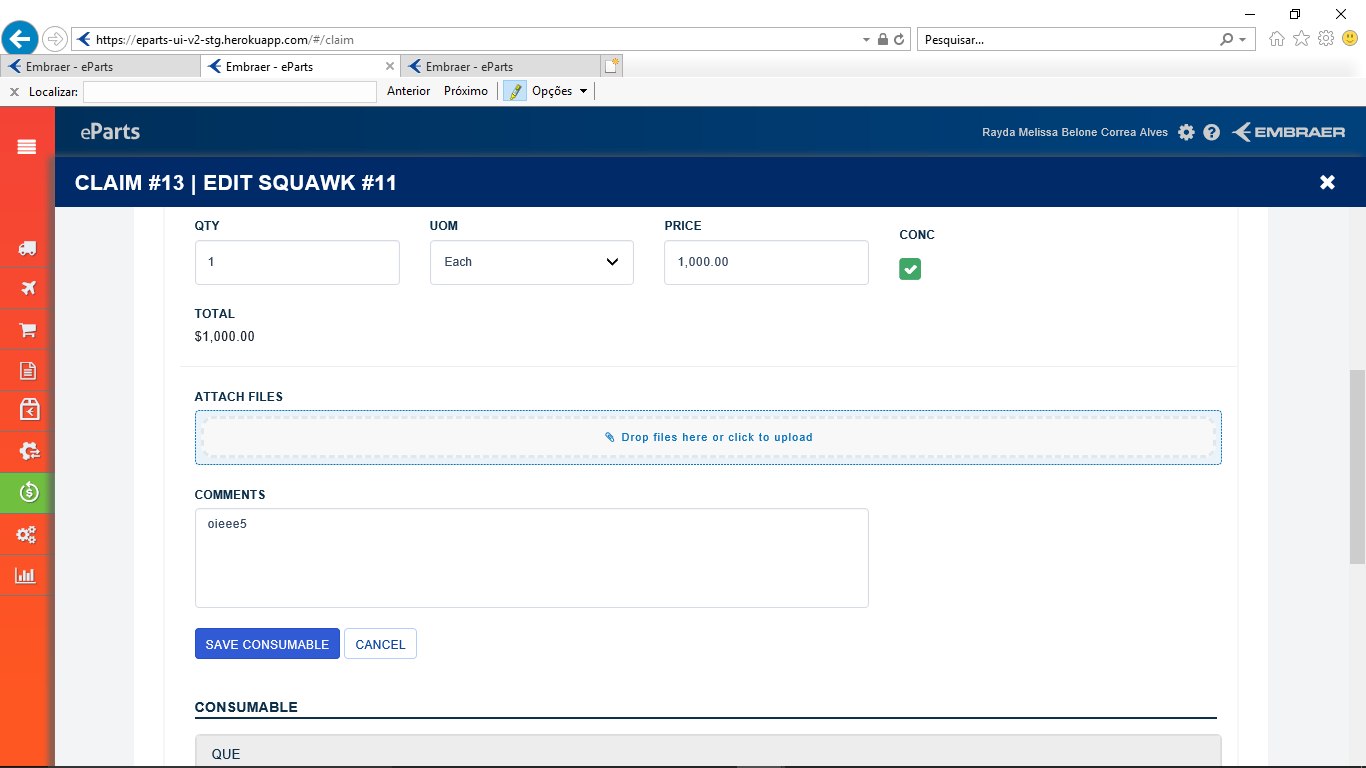 https://eparts-ui-v2-stg.herokuapp.com/#/claim
Pesquisar...
Embraer - eParts
Embraer - eParts
Embraer - eParts
Localizar:
Anterior Próximo Opções
eParts
Rayda Melissa Belone Correa Alves
EMBRAER
CLAIM #13 | EDIT SQUAWK #11
QTY
UOM
PRICE
CONC
1
Each
1,000.00
TOTAL
$1,000.00
ATTACH FILES
Drop files here or click to upload
COMMENTS
oieee5
SAVE CONSUMABLE
CANCEL
CONSUMABLE
QUE